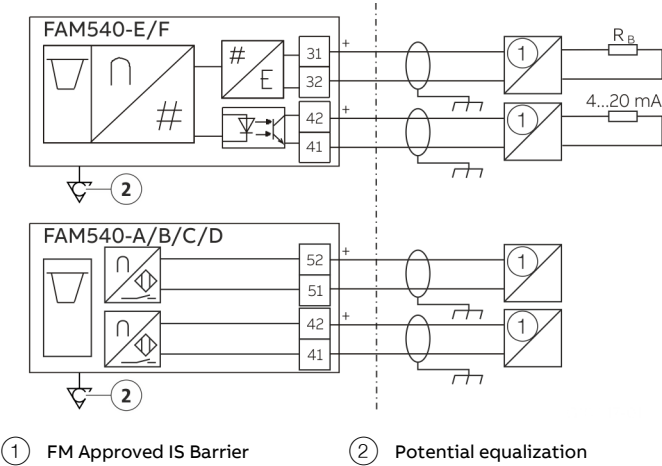 FAM540-E/F
#
E
#
31 +
32
42 +
41
1
R B
4...20 mA
1
2
FAM540-A/B/C/D
52 +
51
42 +
41
1
1
2
1 FM Approved IS Barrier
2 Potential equalization